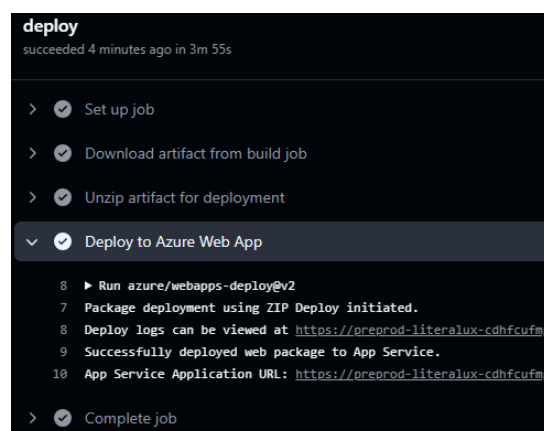 deploy
succeeded 4 minutes ago in 3m 55s
Set up job
Download artifact from build job
Unzip artifact for deployment
Deploy to Azure Web App
8 Run azure/webapps-deploy@v2
7 Package deployment using ZIP Deploy initiated.
8 Deploy logs can be viewed at https://preprod-literalux-cdhfcufm
9 Successfully deployed web package to App Service.
10 App Service Application URL: https://preprod-literalux-cdhfcufm
Complete job